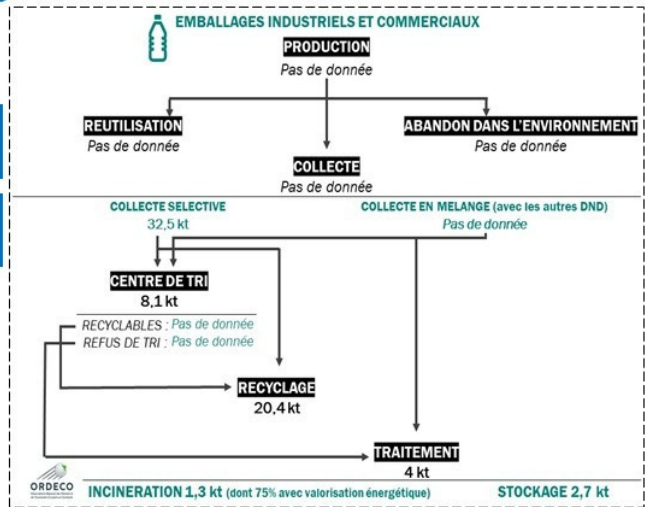 EMBALLAGES INDUSTRIELS ET COMMERCIAUX
PRODUCTION
Pas de donnée
REUTILISATION
Pas de donnée
ABANDON DANS L'ENVIRONNEMENT
Pas de donnée
COLLECTE
Pas de donnée
COLLECTE SELECTIVE
32,5 kt
COLLECTE EN MELANGE (avec les autres DND)
Pas de donnée
CENTRE DE TRI
8,1 kt
RECYCLABLES : Pas de donnée
REFUS DE TRI : Pas de donnée
RECYCLAGE
20,4 kt
TRAITEMENT
4 kt
ORDECO
INCINERATION 1,3 kt (dont 75% avec valorisation énergétique)
STOCKAGE 2,7 kt